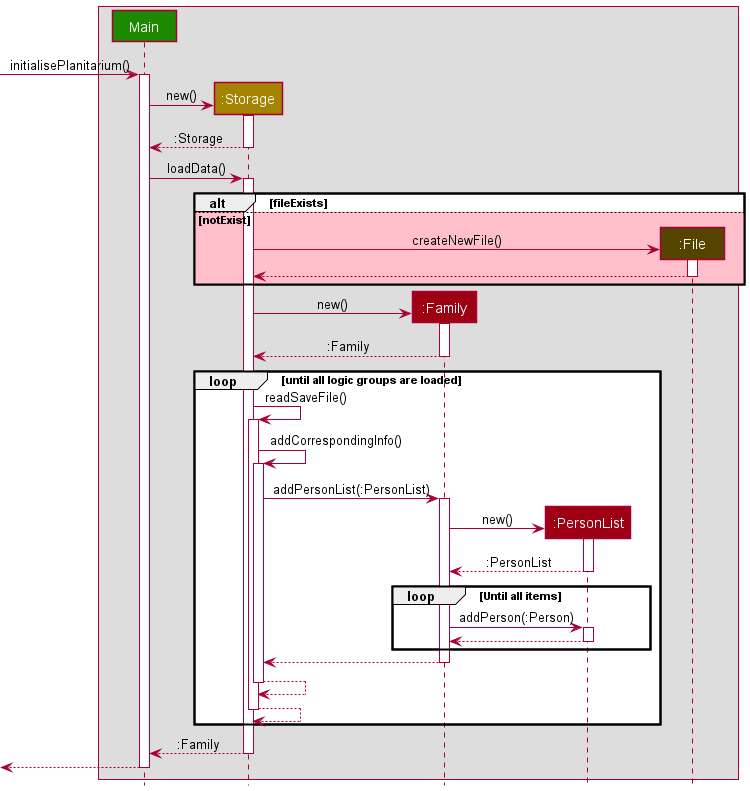 Main
initialisePlanitarium()
new()
:Storage
:Storage
loadData()
alt [fileExists]
[notExist]
createNewFile()
:File
new()
:Family
:Family
loop [until all logic groups are loaded]
readSaveFile()
addCorrespondingInfo()
addPersonList(:PersonList)
new()
:PersonList
:PersonList
loop [Until all items]
addPerson(:Person)
:Family